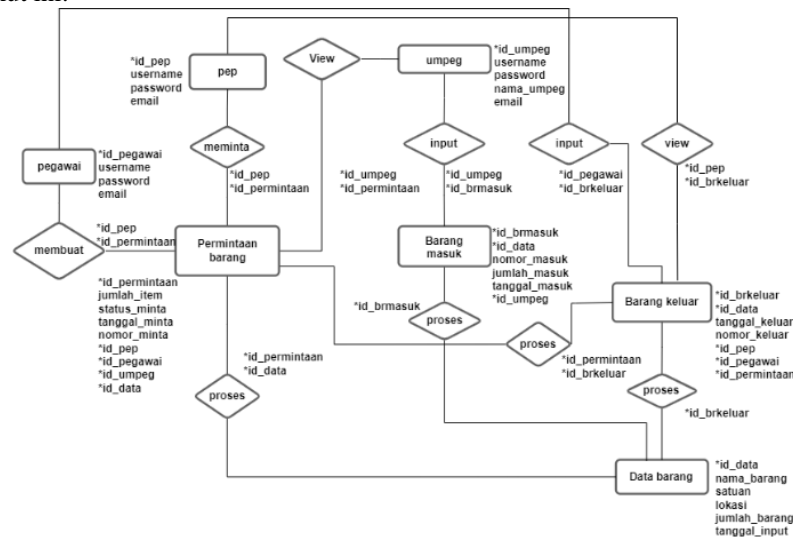 *id_pep
username
password
email
pep
View
umpeg
*id_umpeg
username
password
nama_umpeg
email
pegawai
*id_pegawai
username
password
email
meminta
*id_pep
*id_permintaan
input
*id_umpeg
*id_permintaan
*id_umpeg
*id_brmasuk
input
*id_pegawai
*id_brkeluar
view
*id_pep
*id_brkeluar
membuat
*id_pep
*id_permintaan
Permintaan
barang
*id_permintaan
jumlah_item
status_minta
tanggal_minta
nomor_minta
*id_pep
*id_pegawai
*id_umpeg
*id_data
Barang
masuk
*id_brmasuk
*id_data
nomor_masuk
jumlah_masuk
tanggal_masuk
*id_umpeg
*id_brmasuk
proses
proses
*id_permintaan
*id_brkeluar
Barang keluar
*id_brkeluar
*id_data
tanggal_keluar
nomor_keluar
*id_pep
*id_pegawai
*id_permintaan
*id_permintaan
*id_data
proses
proses
*id_brkeluar
Data barang
*id_data
nama_barang
satuan
lokasi
jumlah_barang
tanggal_input